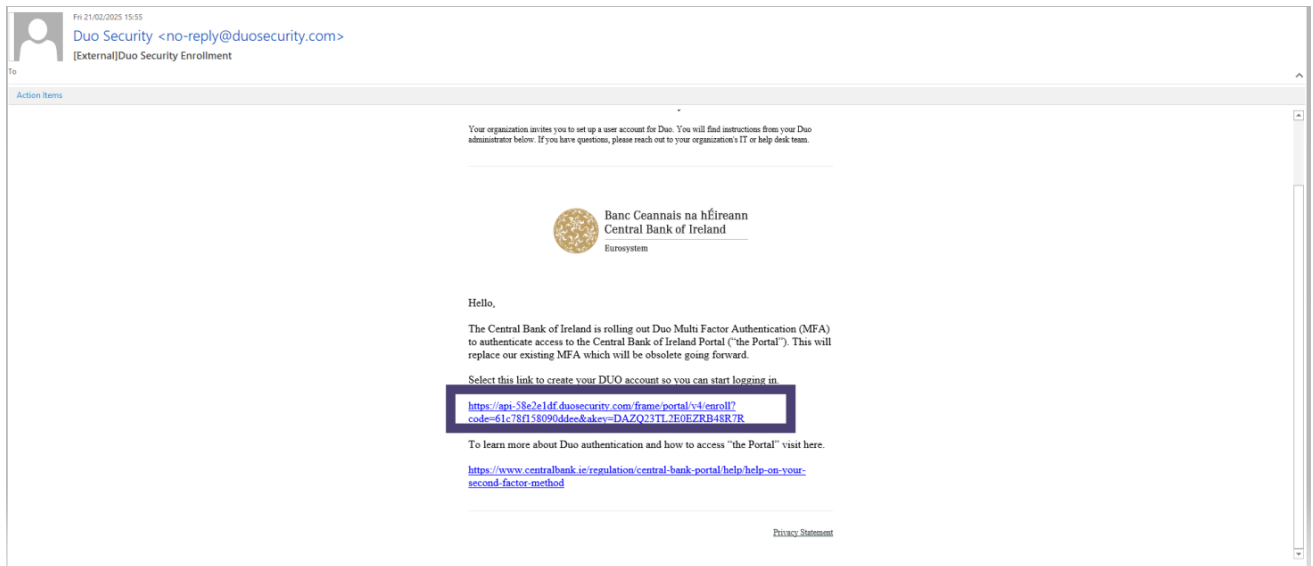 Fri 21/02/2025 15:55
Duo Security <no-reply@duosecurity.com>
[External]Duo Security Enrollment
To
Action Items
Your organization invites you to set up a user account for Duo. You will find instructions from your Duo
administrator below. If you have questions, please reach out to your organization's IT or help desk team.
Banc Ceannais na hÉireann
Central Bank of Ireland
Eurosystem
Hello,
The Central Bank of Ireland is rolling out Duo Multi Factor Authentication (MFA)
to authenticate access to the Central Bank of Ireland Portal (“the Portal”). This will
replace our existing MFA which will be obsolete going forward.
Select this link to create your DUO account so you can start logging in.
https://api-58e2e1df.duosecurity.com/frame/portal/v4/enroll?
code=61c78f158090ddee&akey=DAZQ23TL2E0EZRB48R7R
To learn more about Duo authentication and how to access “the Portal” visit here.
https://www.centralbank.ie/regulation/central-bank-portal/help/help-on-your-
second-factor-method
Privacy Statement